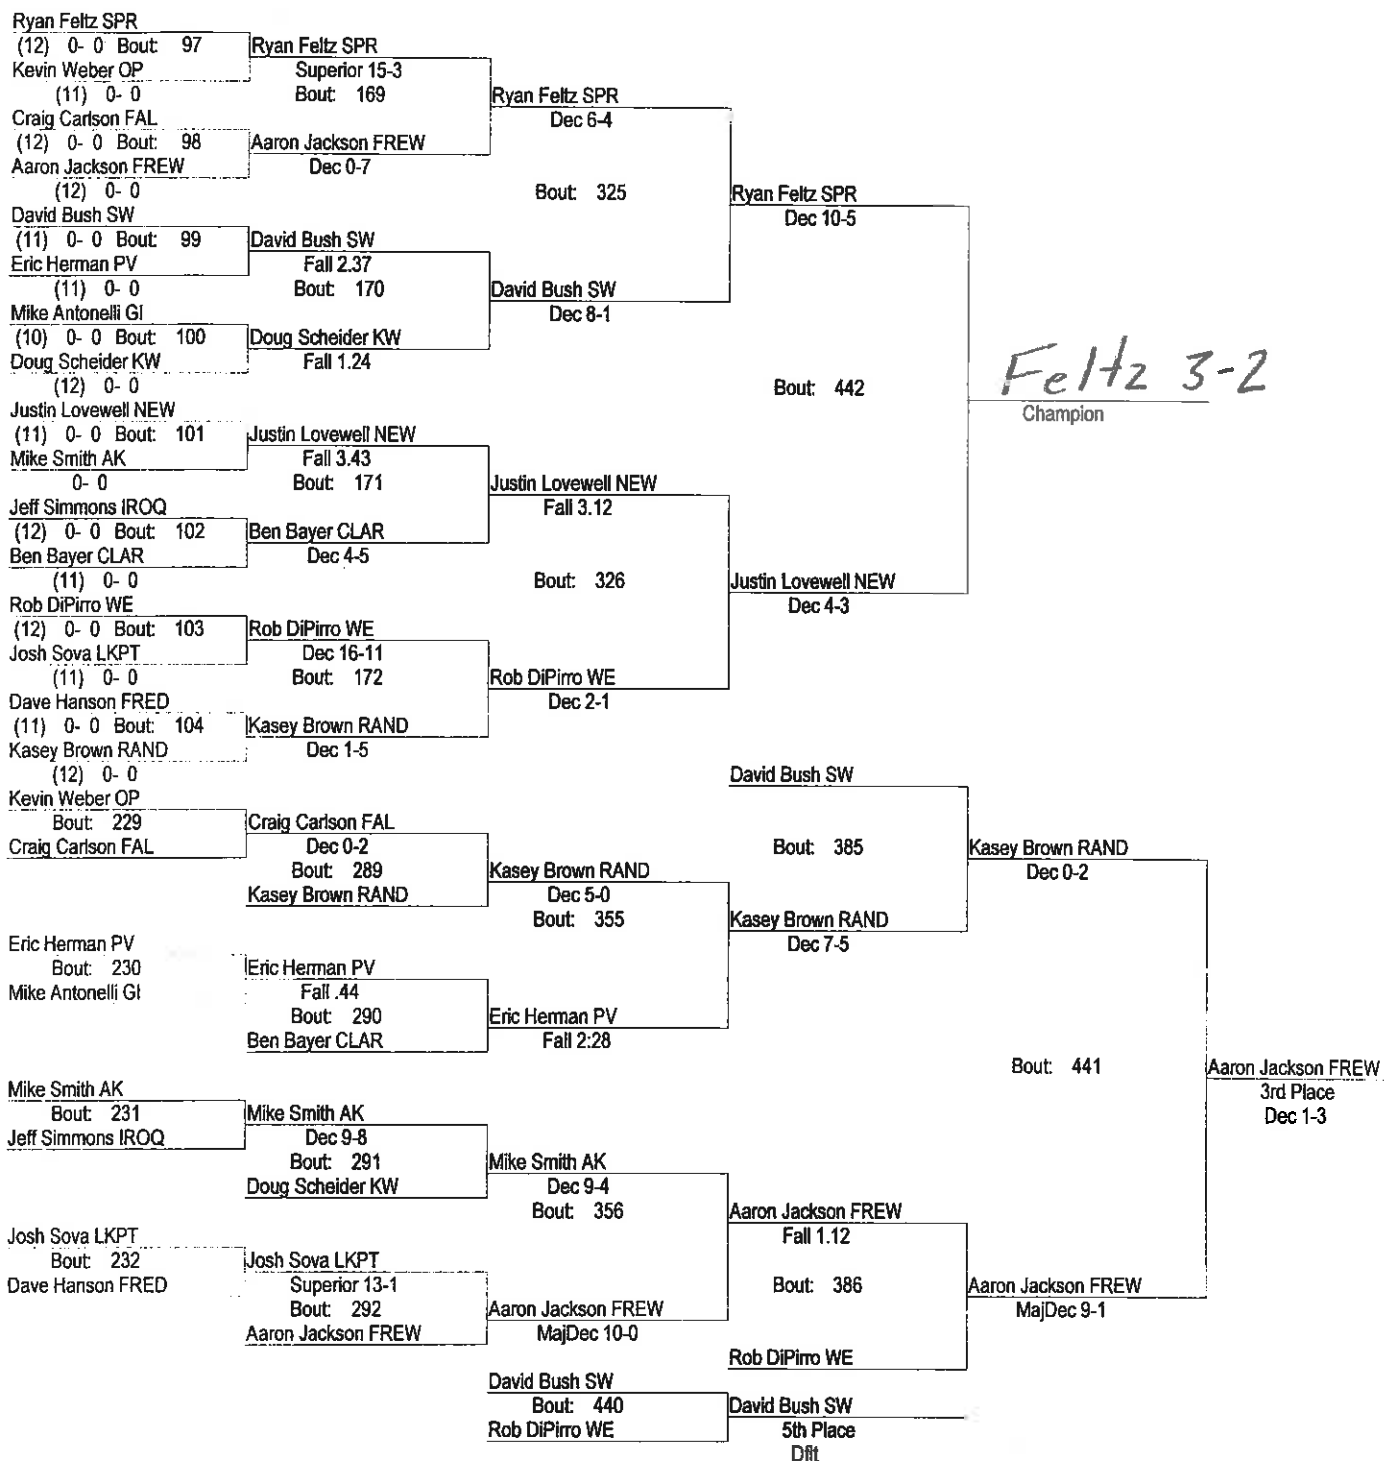 Ryan Feltz SPR
(12) 0- 0 Bout: 97
Kevin Weber OP
(11) 0- 0
Craig Carlson FAL
(12) 0- 0 Bout: 98
Aaron Jackson FREW
(12) 0- 0
David Bush SW
(11) 0- 0 Bout: 99
Eric Herman PV
(11) 0- 0
Mike Antonelli GI
(10) 0- 0 Bout: 100
Doug Scheider KW
(12) 0- 0
Justin Lovewell NEW
(11) 0- 0 Bout: 101
Mike Smith AK
0- 0
Jeff Simmons IROQ
(12) 0- 0 Bout: 102
Ben Bayer CLAR
(11) 0- 0
Rob DiPirro WE
(12) 0- 0 Bout: 103
Josh Sova LKPT
(11) 0- 0
Dave Hanson FRED
(11) 0- 0 Bout: 104
Kasey Brown RAND
(12) 0- 0
Ryan Feltz SPR
Superior 15-3
Bout: 169
Aaron Jackson FREW
Dec 0-7
David Bush SW
Fall 2.37
Bout: 170
Doug Scheider KW
Fall 1.24
Justin Lovewell NEW
Fall 3.43
Bout: 171
Ben Bayer CLAR
Dec 4-5
Rob DiPirro WE
Dec 16-11
Bout: 172
Kasey Brown RAND
Dec 1-5
Ryan Feltz SPR
Dec 6-4
Bout: 325
David Bush SW
Dec 8-1
Justin Lovewell NEW
Fall 3.12
Bout: 326
Rob DiPirro WE
Dec 2-1
Ryan Feltz SPR
Dec 10-5
Bout: 442
Justin Lovewell NEW
Dec 4-3
Feltz 3-2
Champion
Kevin Weber OP
Bout: 229
Craig Carlson FAL
Eric Herman PV
Bout: 230
Mike Antonelli GI
Mike Smith AK
Bout: 231
Jeff Simmons IROQ
Josh Sova LKPT
Bout: 232
Dave Hanson FRED
Craig Carlson FAL
Dec 0-2
Bout: 289
Kasey Brown RAND
Eric Herman PV
Fall .44
Bout: 290
Ben Bayer CLAR
Mike Smith AK
Dec 9-8
Bout: 291
Doug Scheider KW
Josh Sova LKPT
Superior 13-1
Bout: 292
Aaron Jackson FREW
Kasey Brown RAND
Dec 5-0
Bout: 355
Eric Herman PV
Fall 2:28
Mike Smith AK
Dec 9-4
Bout: 356
Aaron Jackson FREW
MajDec 10-0
David Bush SW
Bout: 385
Kasey Brown RAND
Dec 7-5
Aaron Jackson FREW
Fall 1.12
Bout: 386
Rob DiPirro WE
Kasey Brown RAND
Dec 0-2
Bout: 441
Aaron Jackson FREW
MajDec 9-1
Aaron Jackson FREW
3rd Place
Dec 1-3
David Bush SW
Bout: 440
Rob DiPirro WE
David Bush SW
5th Place
Dflt